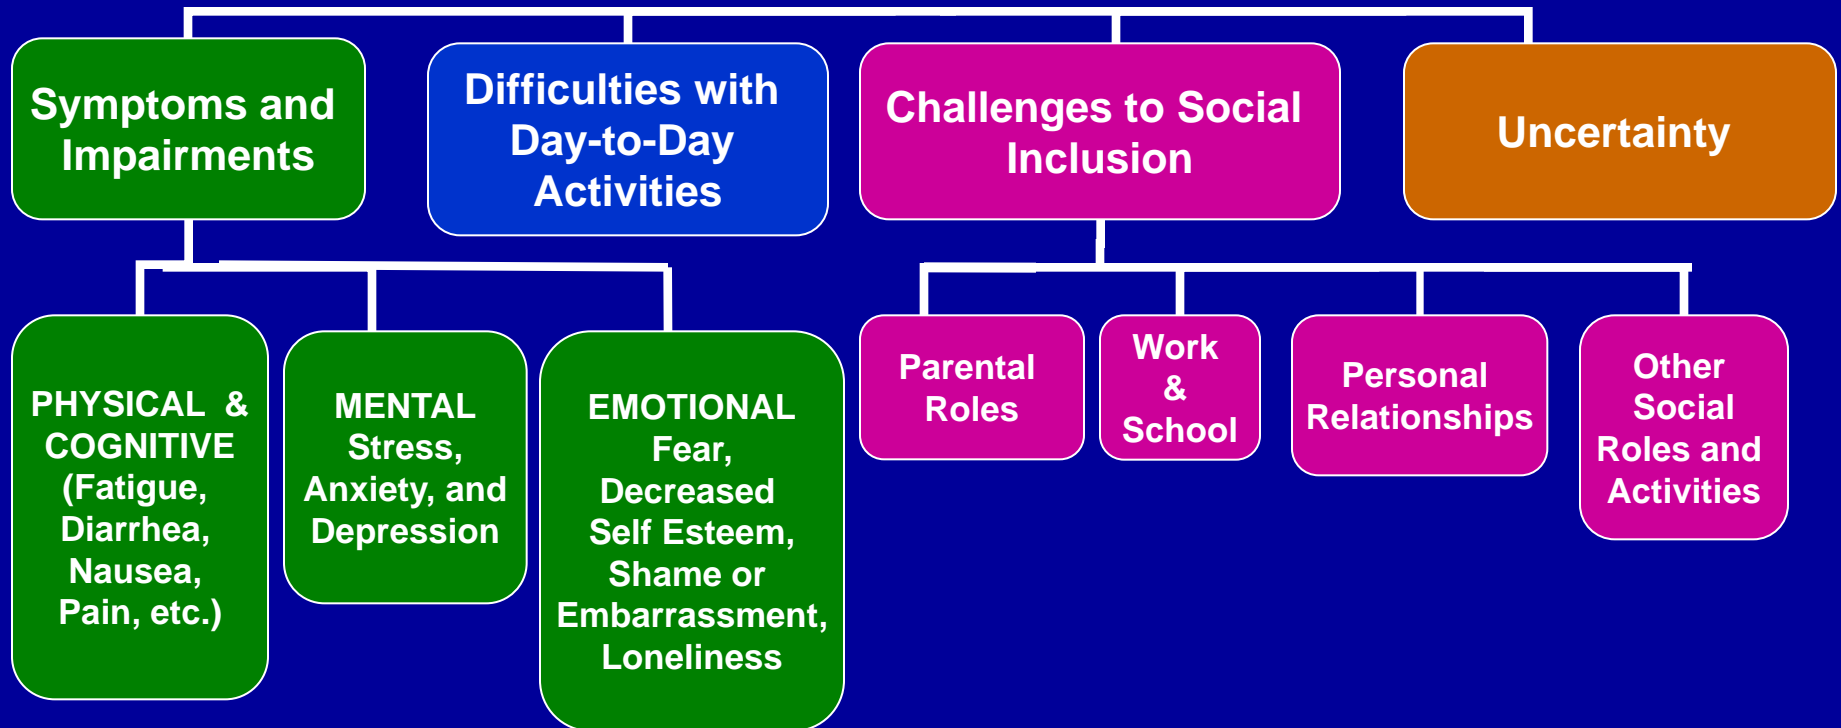 Symptoms and
Impairments
Difficulties with
Day-to-Day
Activities
Challenges to Social
Inclusion
Uncertainty
PHYSICAL &
COGNITIVE
(Fatigue,
Diarrhea,
Nausea,
Pain, etc.)
MENTAL
Stress,
Anxiety, and
Depression
EMOTIONAL
Fear,
Decreased
Self Esteem,
Shame or
Embarrassment,
Loneliness
Parental
Roles
Work
&
School
Personal
Relationships
Other
Social
Roles and
Activities